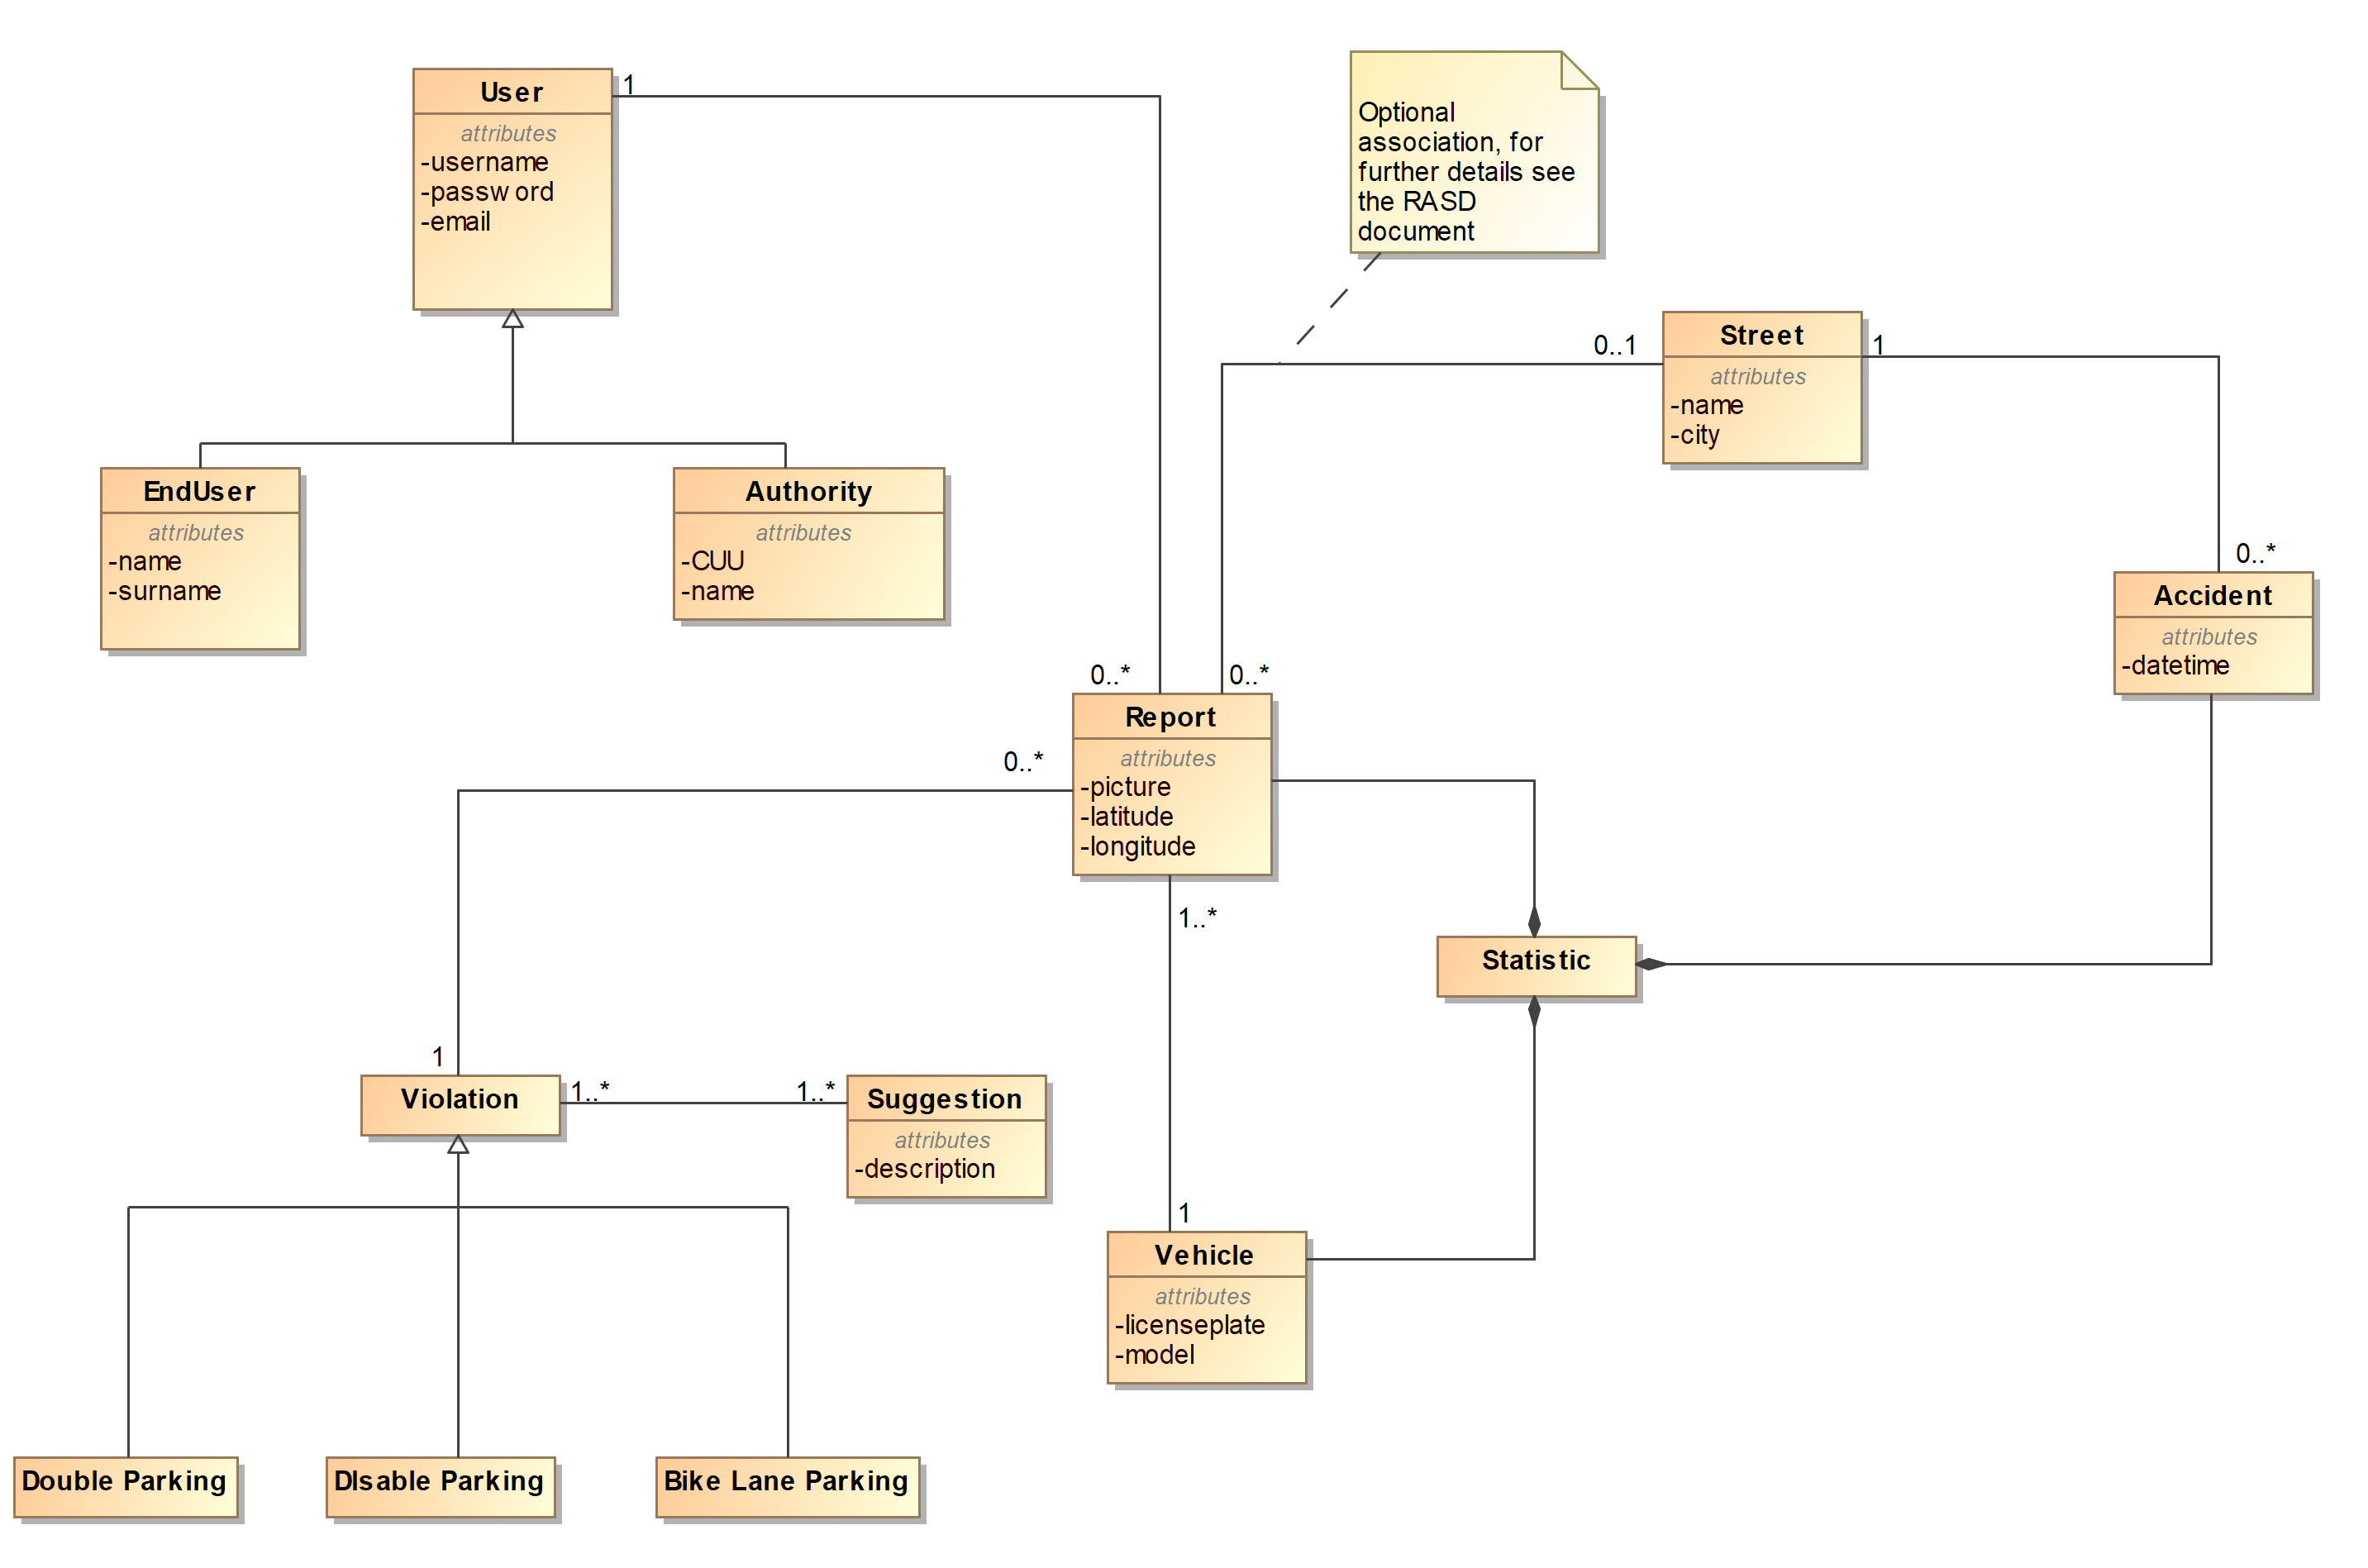 User
attributes
-username
-password
-email
1
Optional
association, for
further details see
the RASD
document
Street
attributes
-name
-city
0..1
1
EndUser
attributes
-name
-surname
Authority
attributes
-CUU
-name
0..*
Accident
attributes
-datetime
0..*
0..*
Report
attributes
-picture
-latitude
-longitude
0..*
1..*
Statistic
1
Violation
1..*
1..*
Suggestion
attributes
-description
1
Vehicle
attributes
-licenseplate
-model
Double Parking
DIsable Parking
Bike Lane Parking